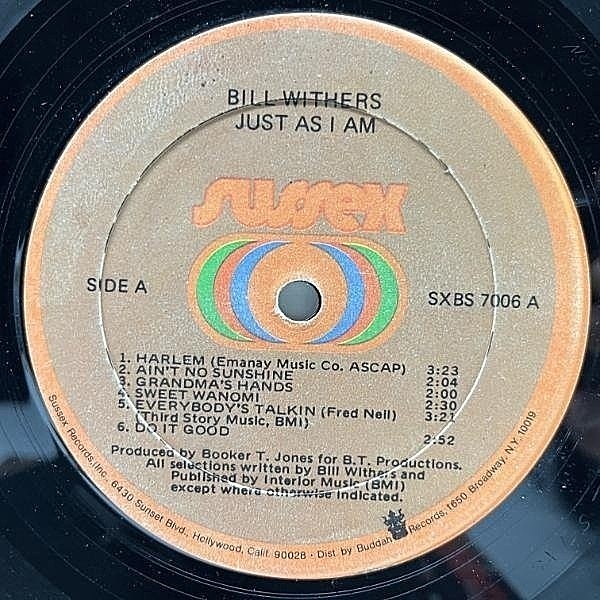 BILL WITHERS
JUST AS I AM
sussex
SIDE A
SXBS 7006 A
1. HARLEM (Emanay Music Co. ASCAP) 3:23
2. AIN'T NO SUNSHINE 2:04
3. GRANDMA'S HANDS 2:00
4. SWEET WANOMI 2:30
5. EVERYBODY'S TALKIN (Fred Neil) 3:21
(Third Story Music, BMI)
6. DO IT GOOD 2:52
Produced by Booker T. Jones for B.T. Productions.
All selections written by Bill Withers and
Published by Interior Music (BMI)
except where otherwise indicated.
Sussex Records, Inc. 6430 Sunset Blvd., Hollywood, Calif. 90028 · Dist. by Buddah Records, 1650 Broadway, N.Y. 10019